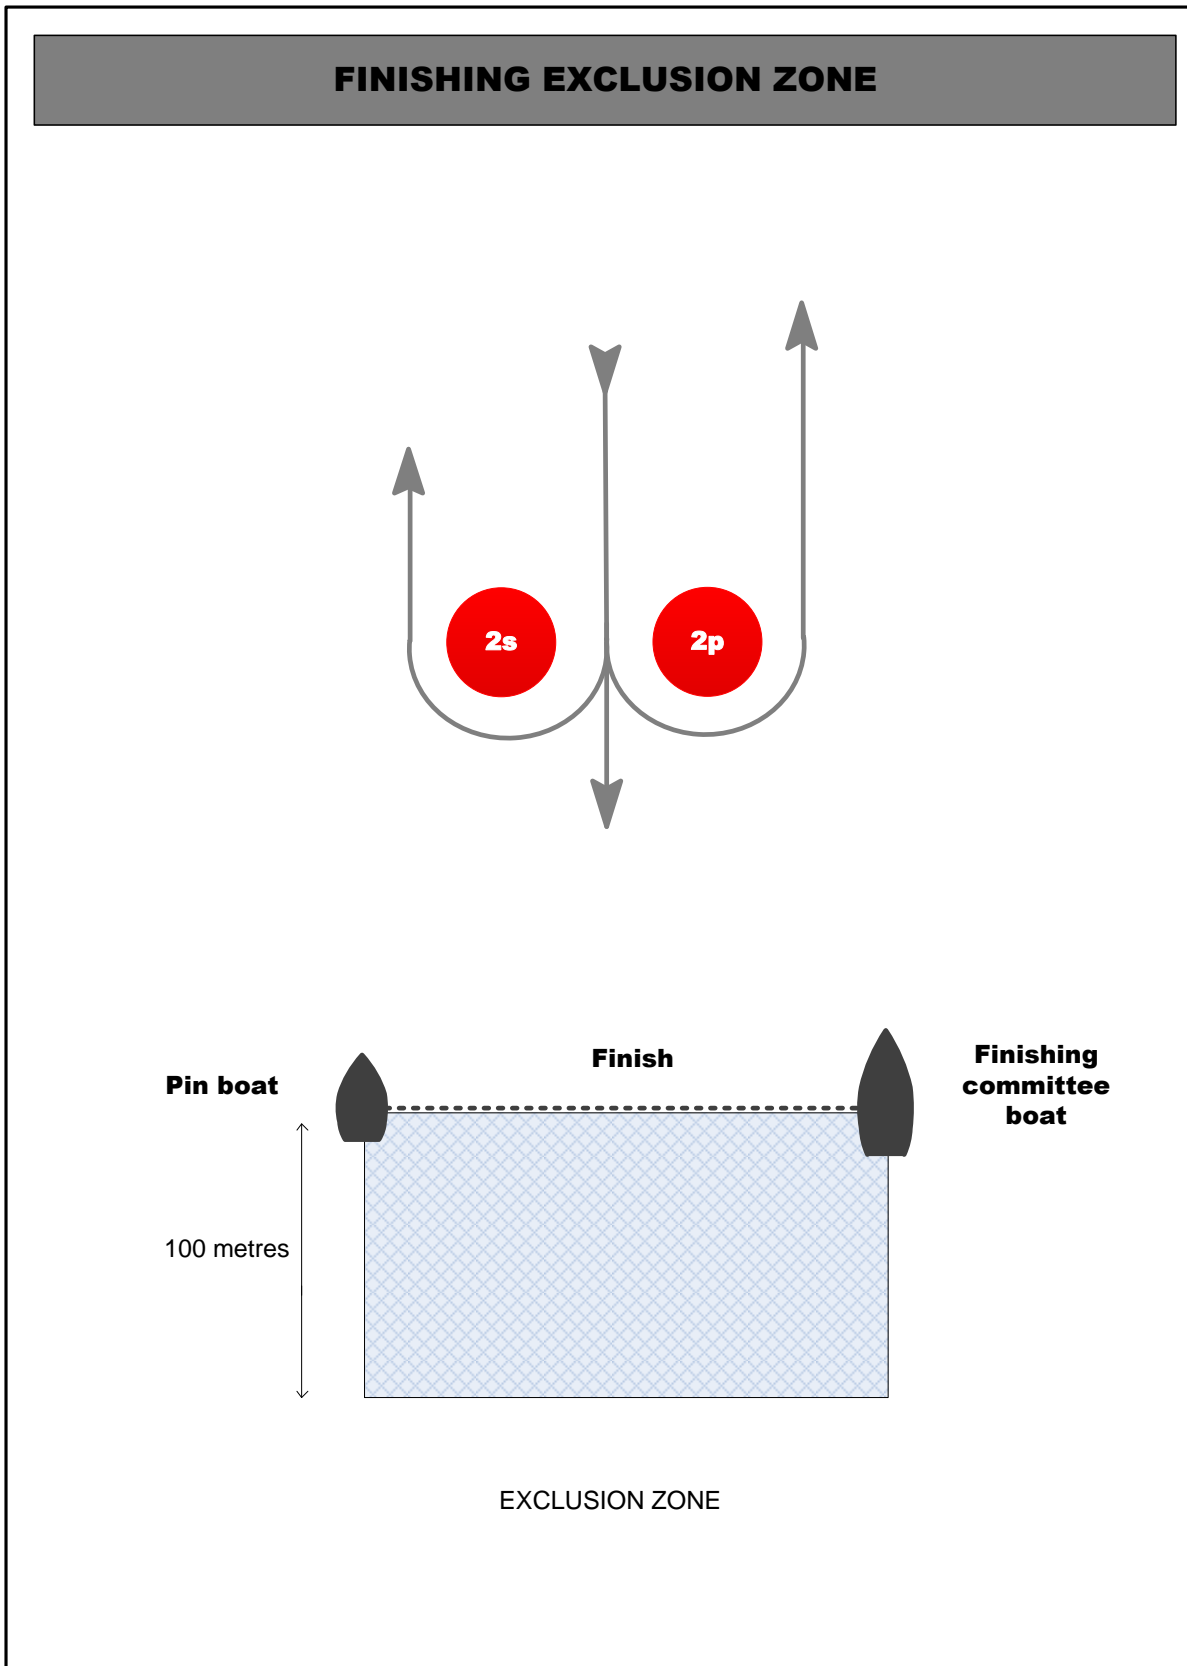 FINISHING EXCLUSION ZONE
2s
2p
Finish
Pin boat
Finishing
committee
boat
100 metres
EXCLUSION ZONE